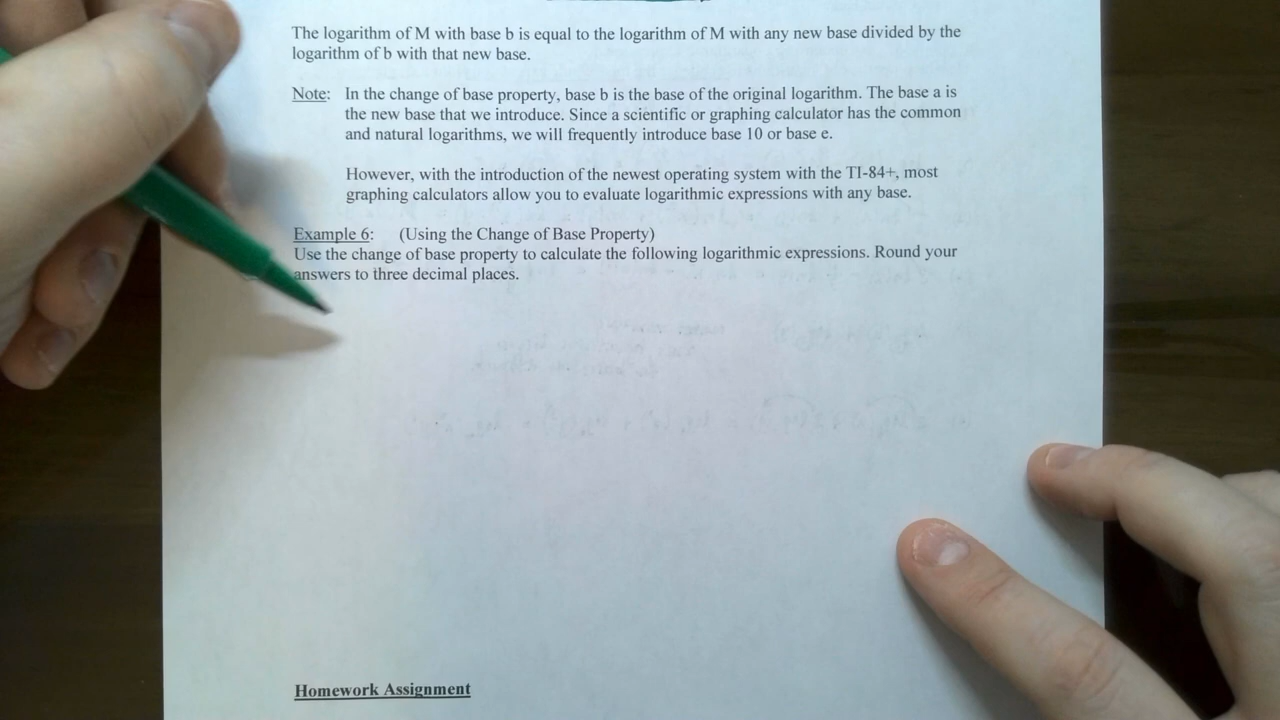 The logarithm of M with base b is equal to the logarithm of M with any new base divided by the
logarithm of b with that new base.
Note: In the change of base property, base b is the base of the original logarithm. The base a is
the new base that we introduce. Since a scientific or graphing calculator has the common
and natural logarithms, we will frequently introduce base 10 or base e.
However, with the introduction of the newest operating system with the TI-84+, most
graphing calculators allow you to evaluate logarithmic expressions with any base.
Example 6: (Using the Change of Base Property)
Use the change of base property to calculate the following logarithmic expressions. Round your
answers to three decimal places.
Homework Assignment